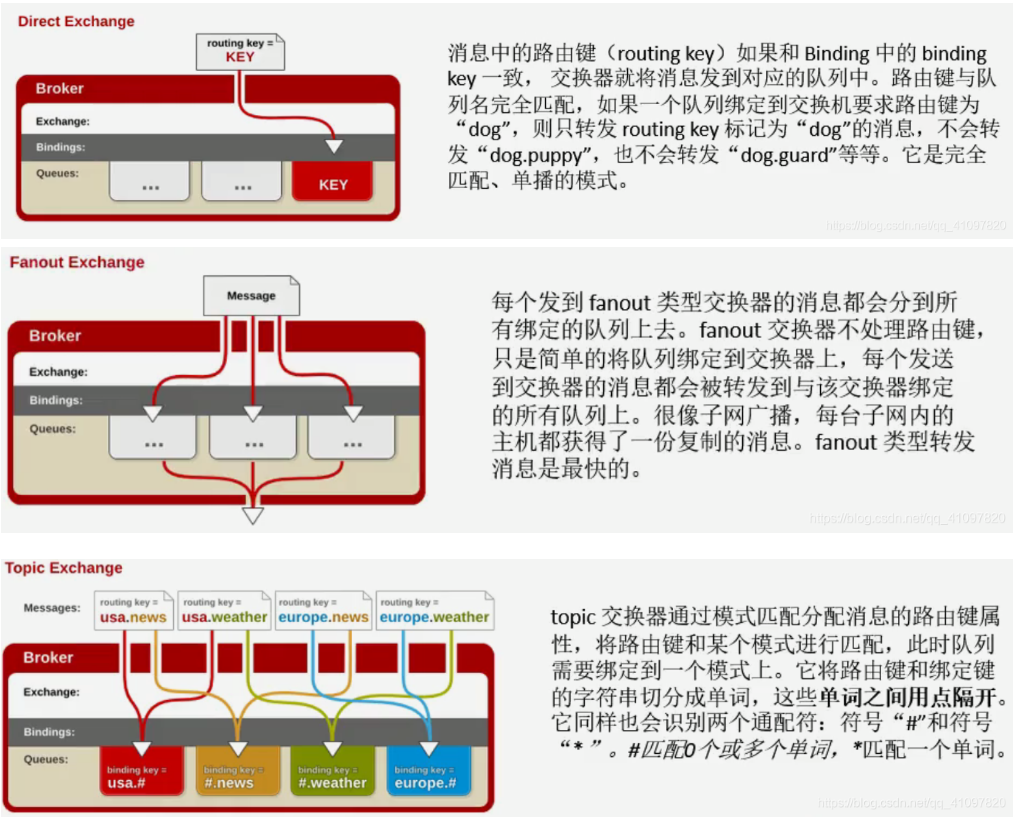 Direct Exchange
routing key =
KEY
Broker
Exchange:
Bindings:
Queues:
...
...
KEY
消息中的路由键（routing key）如果和 Binding 中的 binding
key 一致， 交换器就将消息发到对应的队列中。路由键与队
列名完全匹配，如果一个队列绑定到交换机要求路由键为
“dog”，则只转发 routing key 标记为“dog”的消息，不会转
发“dog.puppy”，也不会转发“dog.guard”等等。它是完全
匹配、单播的模式。
https://blog.csdn.net/qq_41097820
Fanout Exchange
Message
Broker
Exchange:
Bindings:
Queues:
...
...
...
每个发到 fanout 类型交换器的消息都会分到所
有绑定的队列上去。fanout 交换器不处理路由键，
只是简单的将队列绑定到交换器上，每个发送
到交换器的消息都会被转发到与该交换器绑定
的所有队列上。很像子网广播，每台子网内的
主机都获得了一份复制的消息。fanout 类型转发
消息是最快的。
https://blog.csdn.net/qq_41097820
Topic Exchange
Messages:
routing key =
usa.news
routing key =
usa.weather
routing key =
europe.news
routing key =
europe.weather
Broker
Exchange:
Bindings:
Queues:
binding key =
usa.#
binding key =
#.news
binding key =
#.weather
binding key =
europe.#
topic 交换器通过模式匹配分配消息的路由键属
性，将路由键和某个模式进行匹配，此时队列
需要绑定到一个模式上。它将路由键和绑定键
的字符串切分成单词，这些单词之间用点隔开。
它同样也会识别两个通配符：符号“#”和符号
“*”。#匹配0个或多个单词，*匹配一个单词。
https://blog.csdn.net/qq_41097820